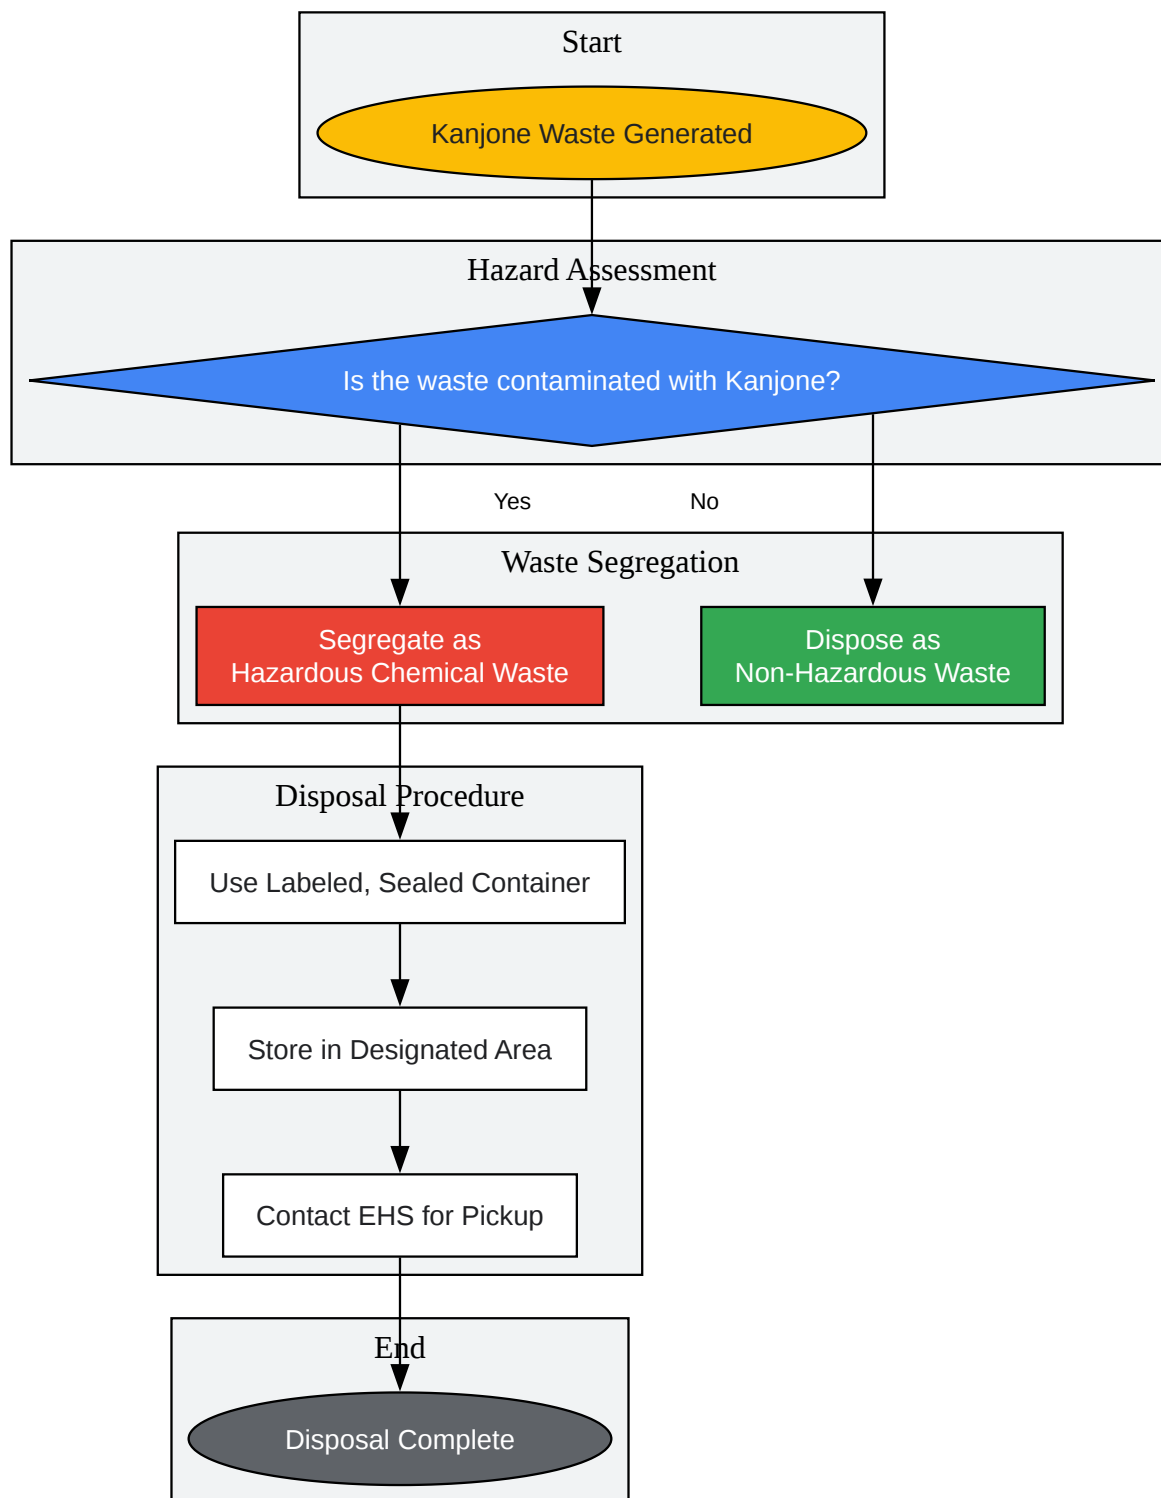 Start
Kanjone Waste Generated
Hazard Assessment
Is the waste contaminated with Kanjone?
Yes
No
Waste Segregation
Segregate as
Hazardous Chemical Waste
Dispose as
Non-Hazardous Waste
Disposal Procedure
Use Labeled, Sealed Container
Store in Designated Area
Contact EHS for Pickup
End
Disposal Complete